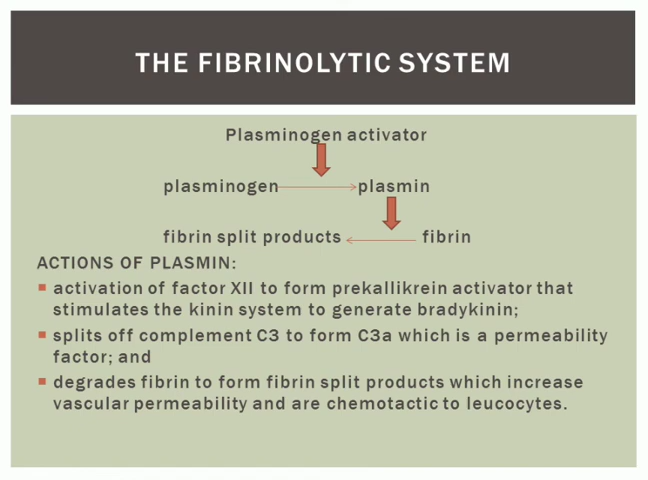 THE FIBRINOLYTIC SYSTEM
Plasminogen activator
plasminogen plasmin
fibrin split products fibrin
ACTIONS OF PLASMIN:
activation of factor XII to form prekallikrein activator that
stimulates the kinin system to generate bradykinin;
splits off complement C3 to form C3a which is a permeability
factor; and
degrades fibrin to form fibrin split products which increase
vascular permeability and are chemotactic to leucocytes.